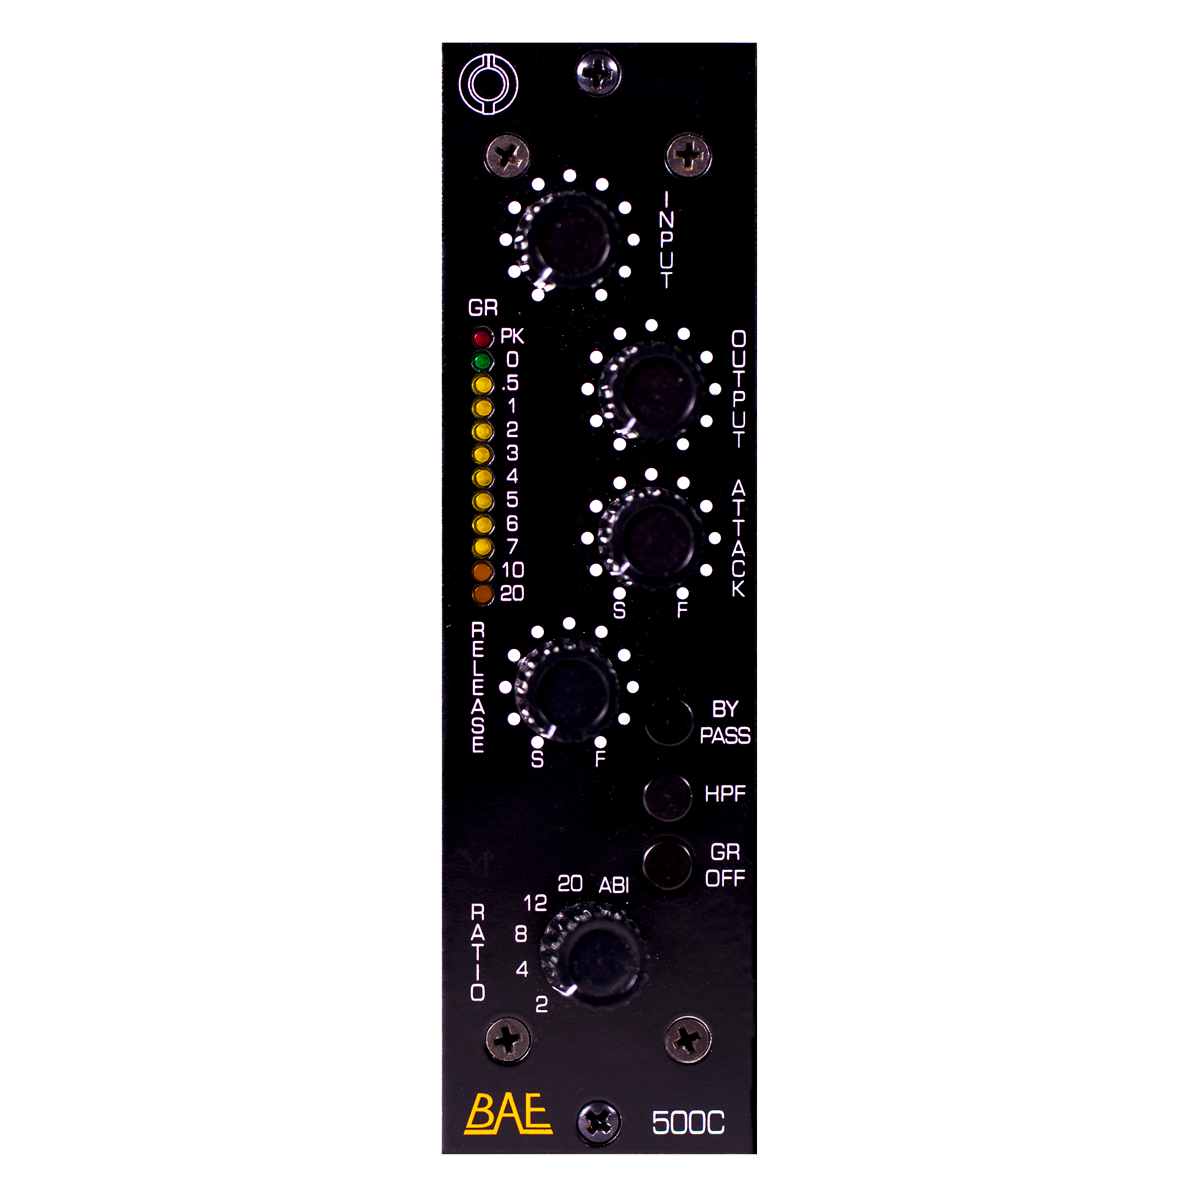 INPUT
GR
PK
0
.5
1
2
3
4
5
6
7
10
20
OUTPUT
ATTACK
S F
RELEASE
S F
BY
PASS
HPF
GR
OFF
RATIO
20 ABI
12
8
4
2
BAE
500C